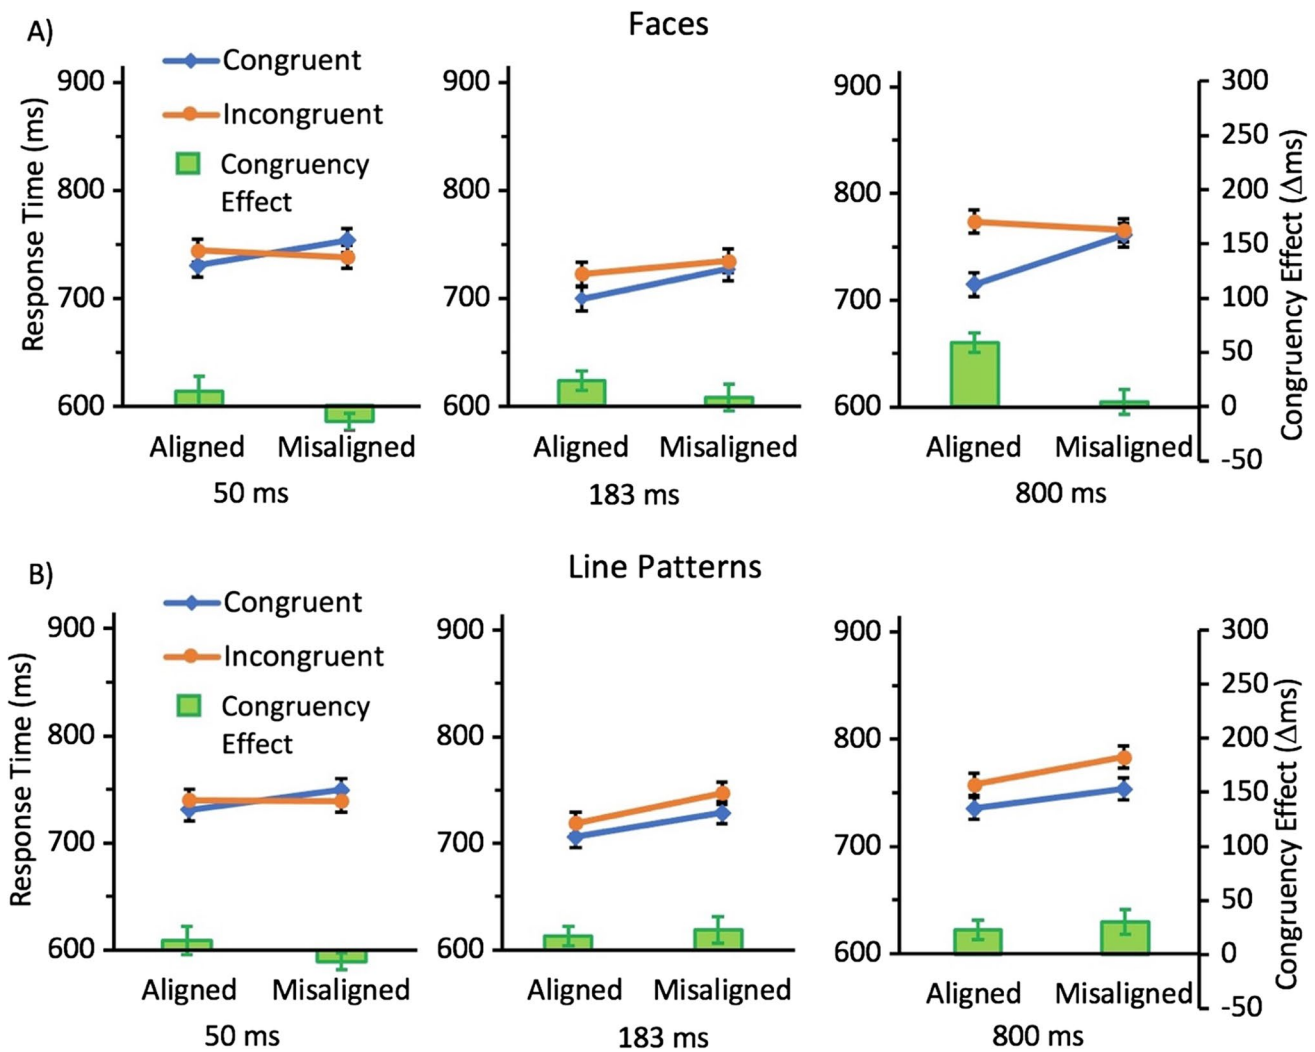 A)
Faces
Congruent
Incongruent
Congruency
Effect
Response Time (ms)
900
800
700
600
Aligned Misaligned
50 ms
900
800
700
600
Aligned Misaligned
183 ms
900
800
700
600
Aligned Misaligned
800 ms
300
250
200
150
100
50
0
-50
Congruency Effect (Δms)
B)
Line Patterns
Congruent
Incongruent
Congruency
Effect
Response Time (ms)
900
800
700
600
Aligned Misaligned
50 ms
900
800
700
600
Aligned Misaligned
183 ms
900
800
700
600
Aligned Misaligned
800 ms
300
250
200
150
100
50
0
-50
Congruency Effect (Δms)